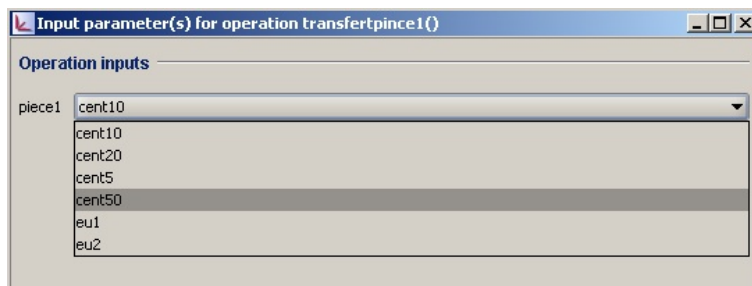 Input parameter(s) for operation transfertpince1()
Operation inputs
piece1 cent10
cent10
cent20
cent5
cent50
eu1
eu2